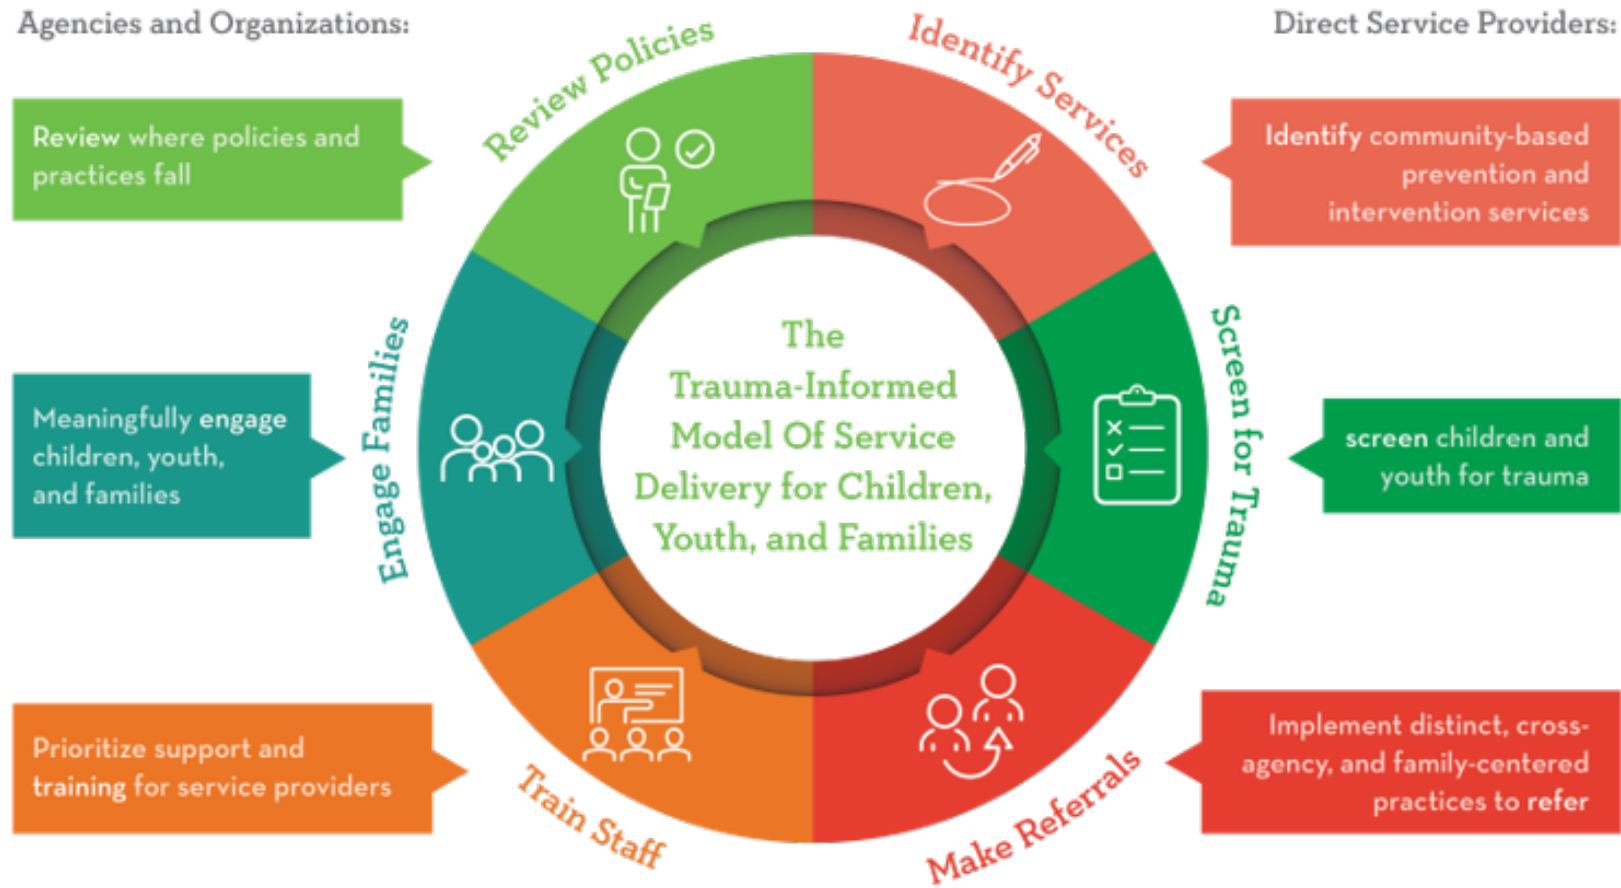 Agencies and Organizations:
Direct Service Providers:
Review Policies
Identify Services
Review where policies and
practices fall
Identify community-based
prevention and
intervention services
Engage Families
Meaningfully engage
children, youth,
and families
The
Trauma-Informed
Model Of Service
Delivery for Children,
Youth, and Families
Screen for Trauma
screen children and
youth for trauma
Prioritize support and
training for service providers
Train Staff
Make Referrals
Implement distinct, cross-
agency, and family-centered
practices to refer